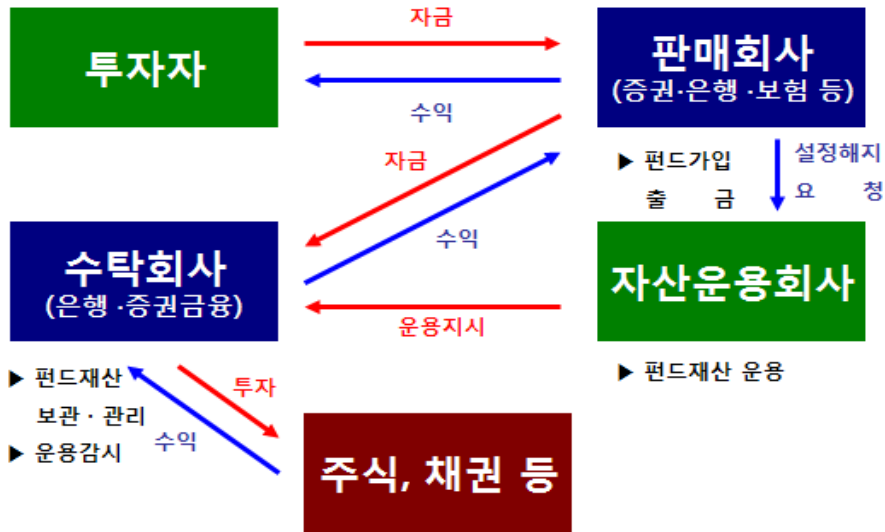 자금
투자자
판매회사
(증권·은행 ·보험 등)
수익
자금
▶ 펀드가입
출 금
설정해지
요 청
수익
수탁회사
(은행 ·증권금융)
자산운용회사
운용지시
▶ 펀드재산
보관 · 관리
▶ 운용감시
투자
수익
▶ 펀드재산 운용
주식, 채권 등